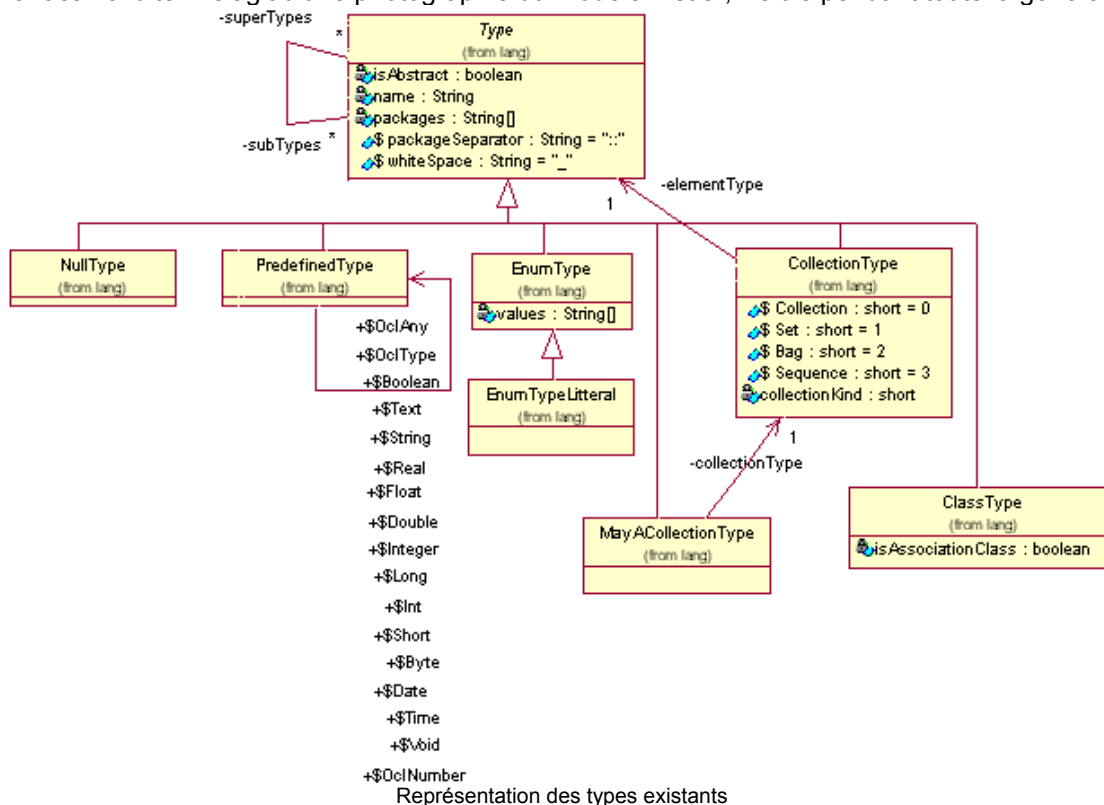 -superTypes
*
Type
(from lang)
isAbstract : boolean
name : String
packages : String[]
$ packageSeparator : String = "::"
$ whiteSpace : String = "_"
-subTypes
*
-elementType
1
NullType
(from lang)
PredefinedType
(from lang)
EnumType
(from lang)
values : String[]
CollectionType
(from lang)
$ Collection : short = 0
$ Set : short = 1
$ Bag : short = 2
$ Sequence : short = 3
collectionKind : short
EnumTypeLitteral
(from lang)
+$OclAny
+$OclType
+$Boolean
+$Text
+$String
+$Real
+$Float
+$Double
+$Integer
+$Long
+$Int
+$Short
+$Byte
+$Date
+$Time
+$Void
+$OclNumber
1
-collectionType
MayACollectionType
(from lang)
ClassType
(from lang)
isAssociationClass : boolean
Représentation des types existants